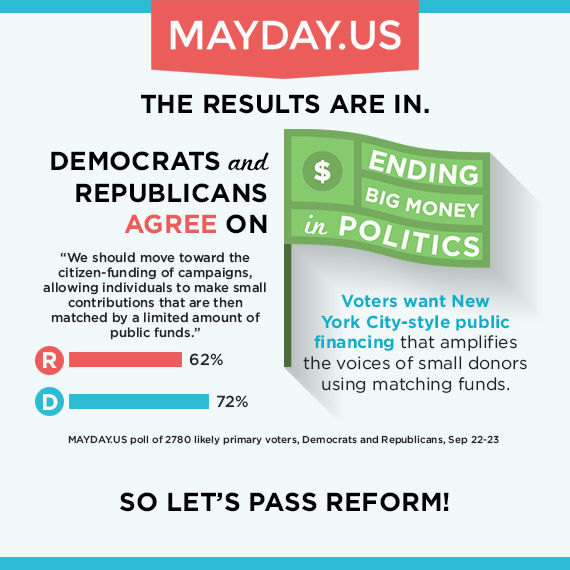 MAYDAY.US
THE RESULTS ARE IN.
DEMOCRATS and
REPUBLICANS
AGREE ON
$
ENDING
BIG MONEY
in POLITICS
“We should move toward the
citizen-funding of campaigns,
allowing individuals to make small
contributions that are then
matched by a limited amount of
public funds.”
R 62%
D 72%
Voters want New
York City-style public
financing that amplifies
the voices of small donors
using matching funds.
MAYDAY.US poll of 2780 likely primary voters, Democrats and Republicans, Sep 22-23
SO LET’S PASS REFORM!